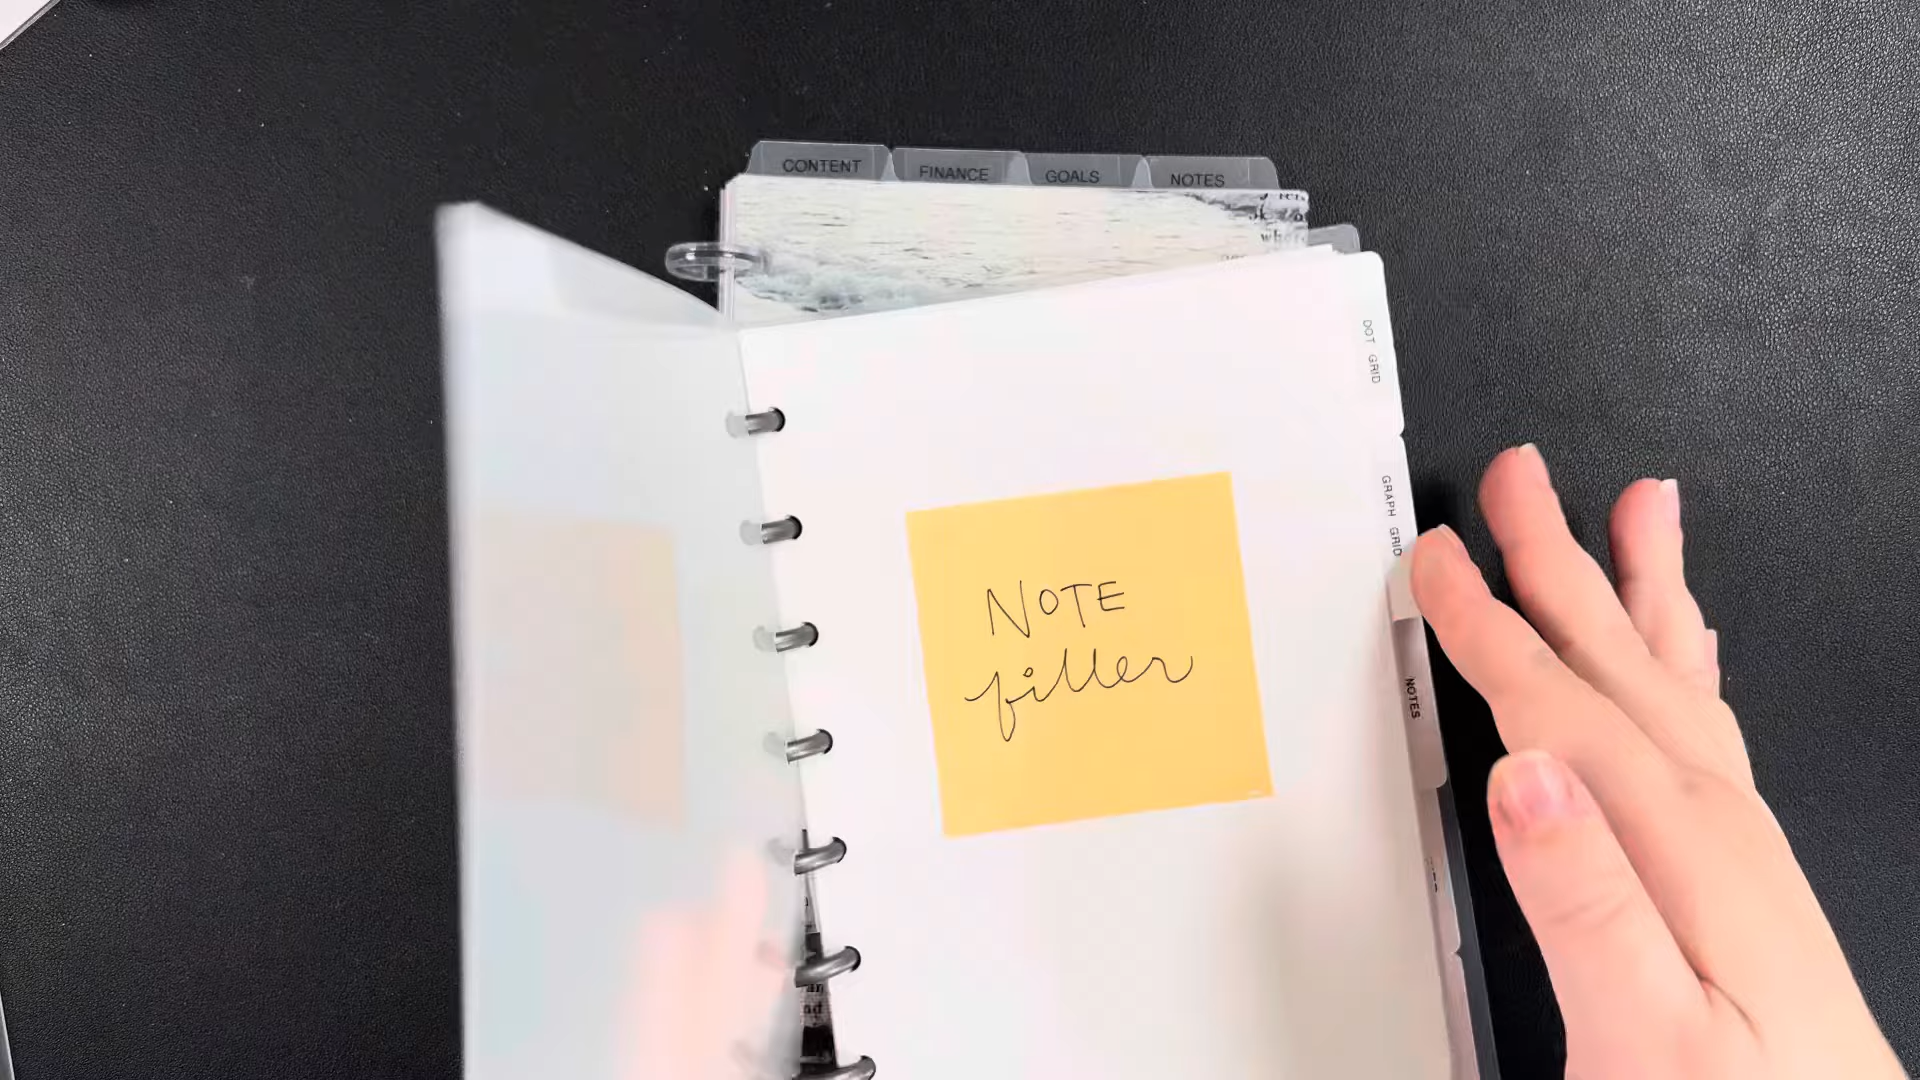 CONTENT
FINANCE
GOALS
NOTES
DOT GRID
GRAPH GRID
NOTES
NOTE
filler